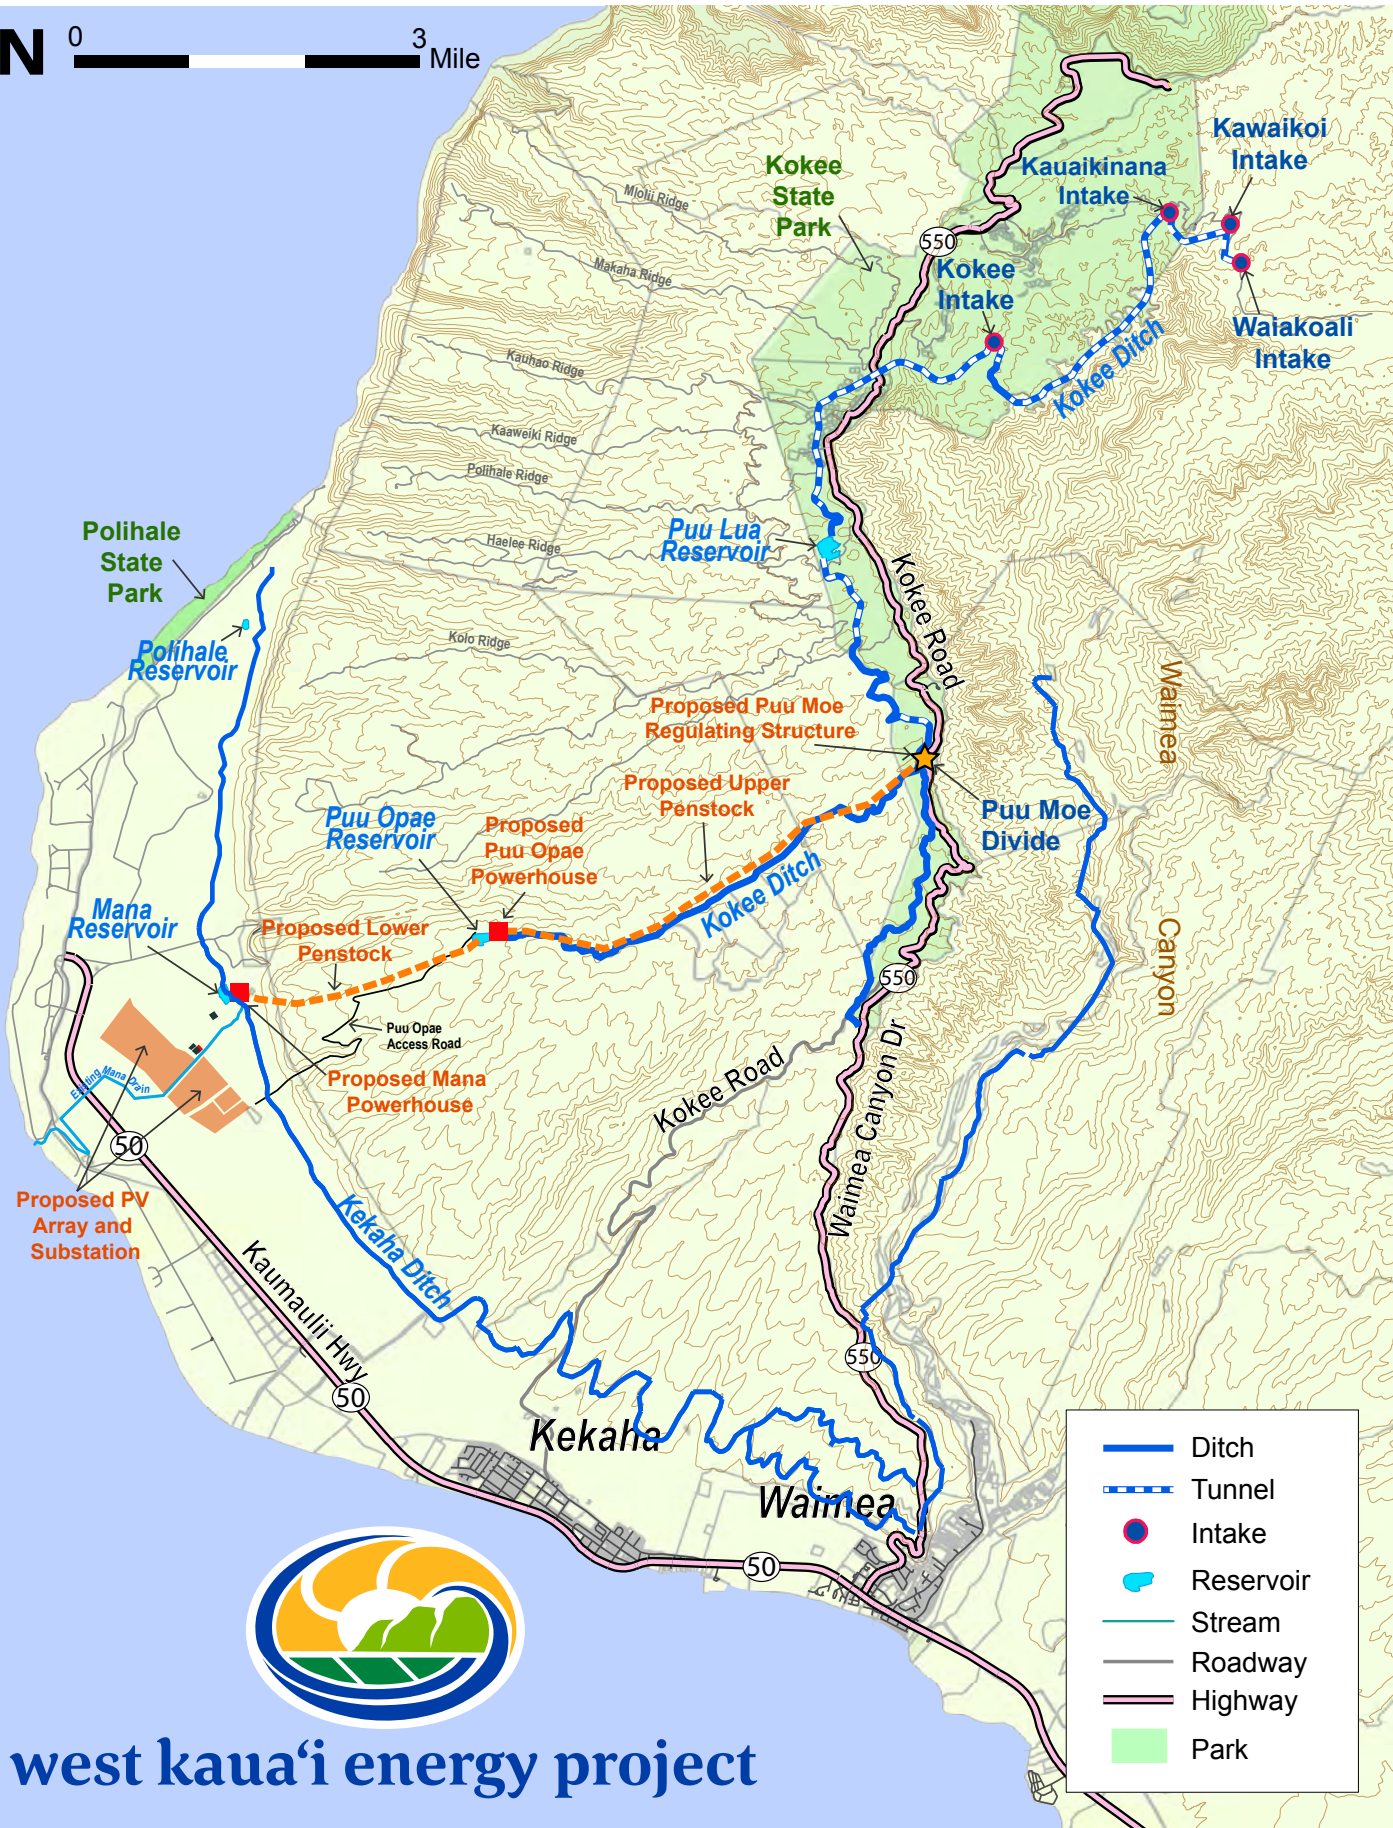 N
0
3
Mile
Kawaikoi
Intake
Kauaikinana
Intake
Kokee
State
Park
Milolii Ridge
550
Kokee
Intake
Makaha Ridge
Waiakoali
Intake
Kokee Ditch
Kauhao Ridge
Kaaweiki Ridge
Polihale Ridge
Polihale
State
Park
Puu Lua
Reservoir
Haelee Ridge
Kokee Road
Polihale
Reservoir
Kolo Ridge
Waimea
Canyon
Proposed Puu Moe
Regulating Structure
Proposed Upper
Penstock
Puu Moe
Divide
Puu Opae
Reservoir
Proposed
Puu Opae
Powerhouse
Kokee Ditch
Mana
Reservoir
Proposed Lower
Penstock
550
Puu Opae
Access Road
Existing Mana Drain
Proposed Mana
Powerhouse
Kokee Road
Waimea Canyon Dr
50
Proposed PV
Array and
Substation
Kekaha Ditch
Kaumaulii Hwy
550
50
Kekaha
Waimea
50
Ditch
Tunnel
Intake
Reservoir
Stream
Roadway
Highway
Park
west kauaʻi energy project